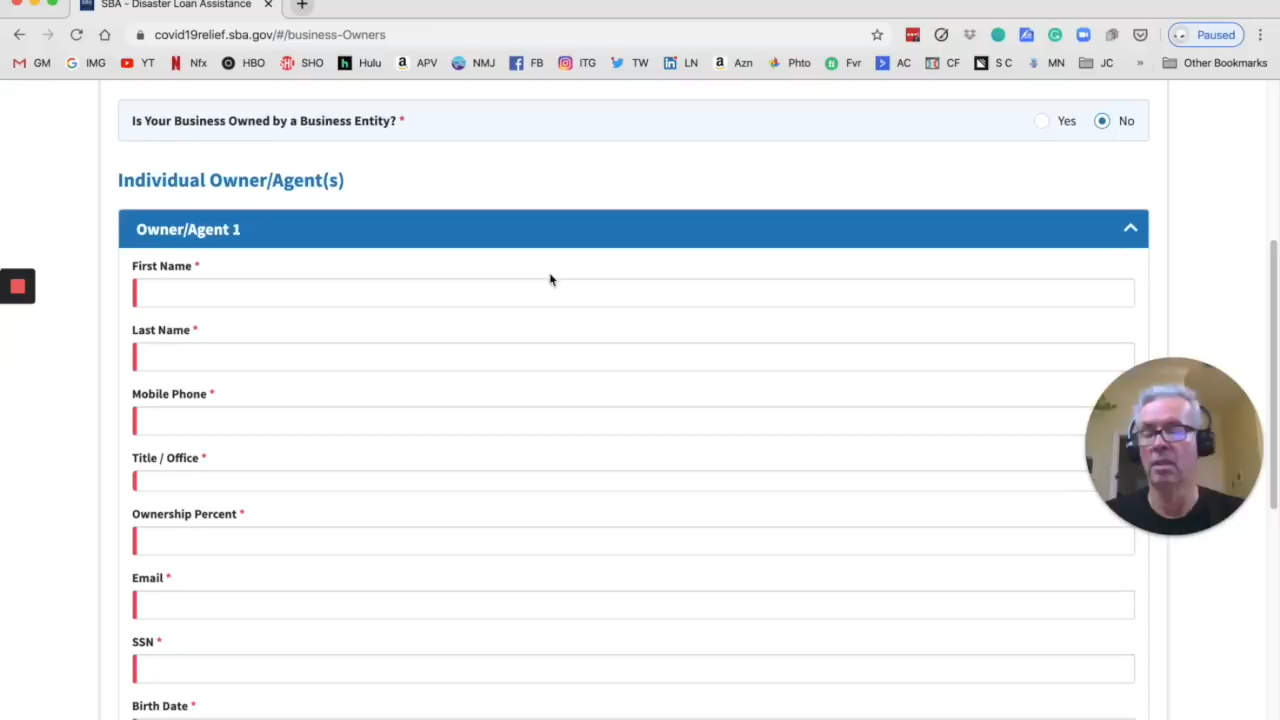 SBA - Disaster Loan Assistance
covid19relief.sba.gov/#/business-Owners
Paused
GM IMG YT Nfx HBO SHO Hulu APV NMJ FB ITG TW LN Azn Phto Fvr AC CF S C MN JC » Other Bookmarks
Is Your Business Owned by a Business Entity? * Yes No
Individual Owner/Agent(s)
Owner/Agent 1
First Name *
Last Name *
Mobile Phone *
Title / Office *
Ownership Percent *
Email *
SSN *
Birth Date *